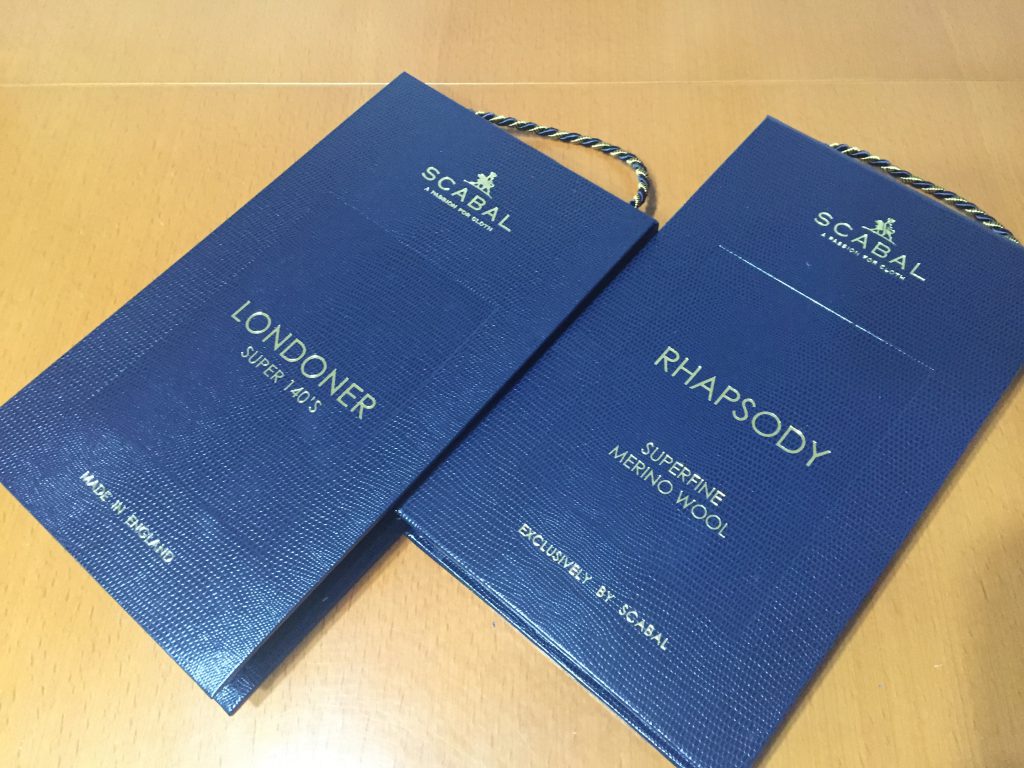 SCABAL
A PASSION FOR CLOTH
LONDONER
SUPER 140'S
MADE IN ENGLAND
SCABAL
A PASSION FOR CLOTH
RHAPSODY
SUPERFINE
MERINO WOOL
EXCLUSIVELY BY SCABAL